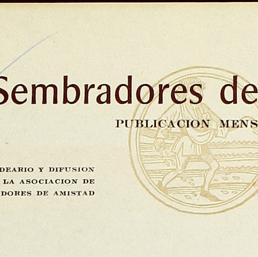 Sembradores de
PUBLICACION MENS
DEARIO Y DIFUSION
LA ASOCIACION DE
DORES DE AMISTAD